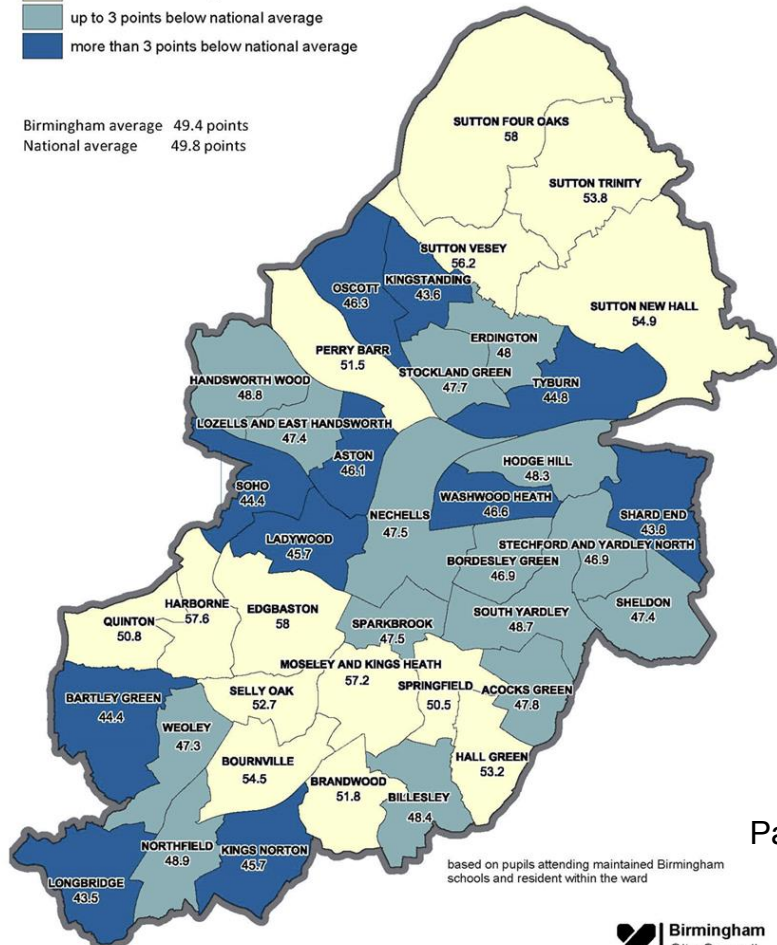 up to 3 points below national average
more than 3 points below national average
Birmingham average 49.4 points
National average 49.8 points
SUTTON FOUR OAKS
58
SUTTON TRINITY
53.8
SUTTON VESEY
56.2
OSCOTT
46.3
KINGSTANDING
43.6
SUTTON NEW HALL
54.9
PERRY BARR
51.5
ERDINGTON
48
STOCKLAND GREEN
47.7
TYBURN
44.8
HANDSWORTH WOOD
48.8
LOZELLS AND EAST HANDSWORTH
47.4
ASTON
46.1
HODGE HILL
48.3
SOHO
44.4
WASHWOOD HEATH
46.6
NECHELLS
47.5
SHARD END
43.8
LADYWOOD
45.7
STECHFORD AND YARDLEY NORTH
46.9
BORDESLEY GREEN
46.9
HARBORNE
57.6
EDGBASTON
58
QUINTON
50.8
SPARKBROOK
47.5
SOUTH YARDLEY
48.7
SHELDON
47.4
MOSELEY AND KINGS HEATH
57.2
SELLY OAK
52.7
SPRINGFIELD
50.5
ACOCKS GREEN
47.8
BARTLEY GREEN
44.4
WEOLEY
47.3
BOURNVILLE
54.5
HALL GREEN
53.2
BRANDWOOD
51.8
BILLESLEY
48.4
NORTHFIELD
48.9
KINGS NORTON
45.7
LONGBRIDGE
43.5
Pa
based on pupils attending maintained Birmingham
schools and resident within the ward
Birmingham